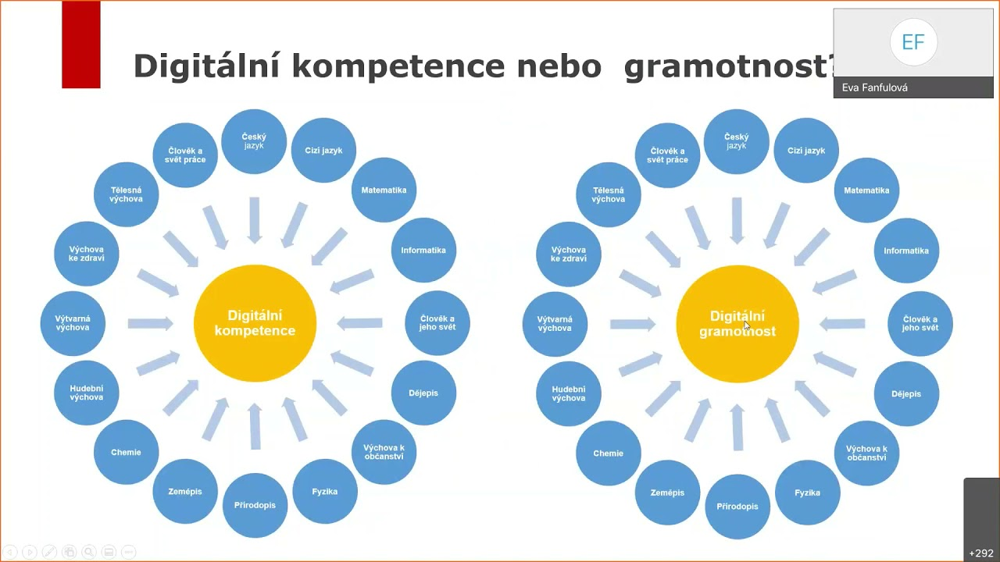 Digitální kompetence nebo  gramotnost?
EF
Eva Fanfulová
Český
jazyk
Cizí jazyk
Matematika
Informatika
Člověk a
jeho svět
Dějepis
Výchova k
občanství
Fyzika
Přírodopis
Zeměpis
Chemie
Hudební
výchova
Výtvarná
výchova
Výchova
ke zdraví
Tělesná
výchova
Člověk a
svět práce
Digitální
kompetence
Český
jazyk
Cizí jazyk
Matematika
Informatika
Člověk a
jeho svět
Dějepis
Výchova k
občanství
Fyzika
Přírodopis
Zeměpis
Chemie
Hudební
výchova
Výtvarná
výchova
Výchova
ke zdraví
Tělesná
výchova
Člověk a
svět práce
Digitální
gramotnost
+292